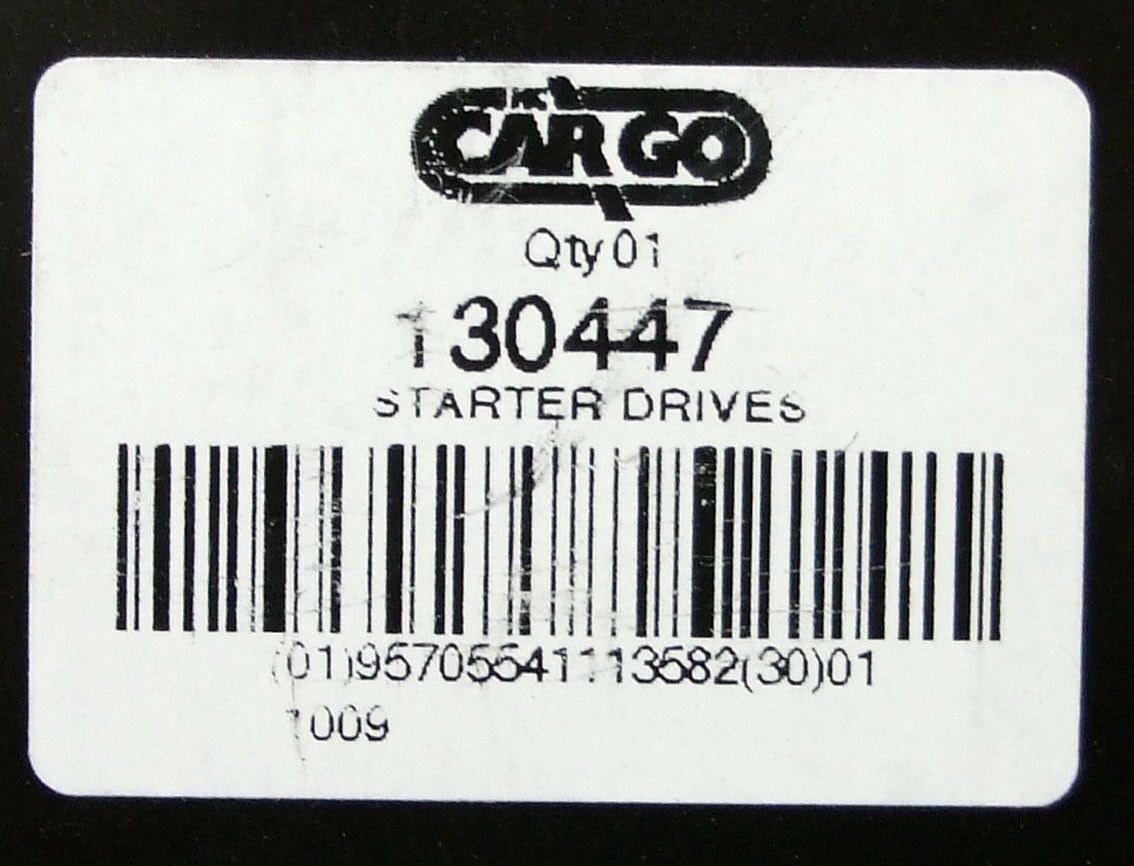 CARGO
Qty 01
130447
STARTER DRIVES
(01)95705541113582(30)01
1009